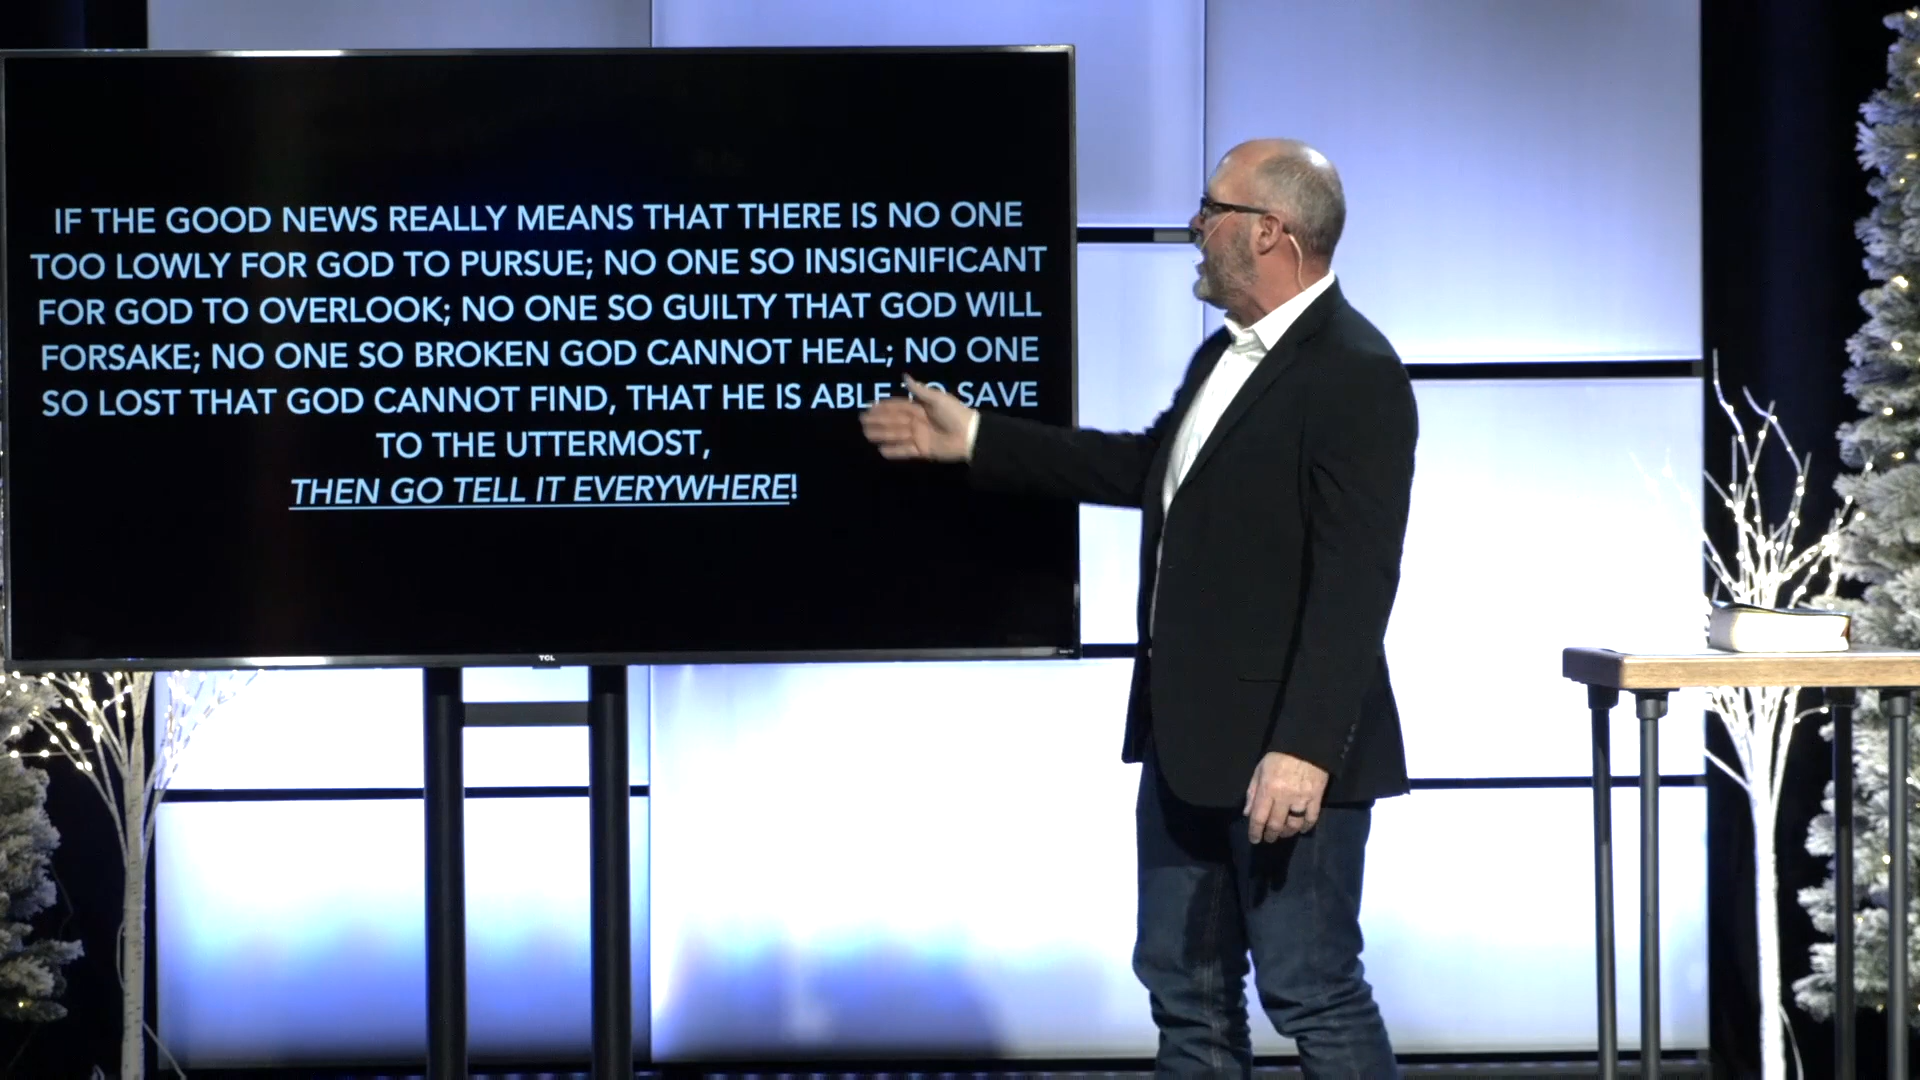 IF THE GOOD NEWS REALLY MEANS THAT THERE IS NO ONE
TOO LOWLY FOR GOD TO PURSUE; NO ONE SO INSIGNIFICANT
FOR GOD TO OVERLOOK; NO ONE SO GUILTY THAT GOD WILL
FORSAKE; NO ONE SO BROKEN GOD CANNOT HEAL; NO ONE
SO LOST THAT GOD CANNOT FIND, THAT HE IS ABLE TO SAVE
TO THE UTTERMOST,
THEN GO TELL IT EVERYWHERE!
TCL